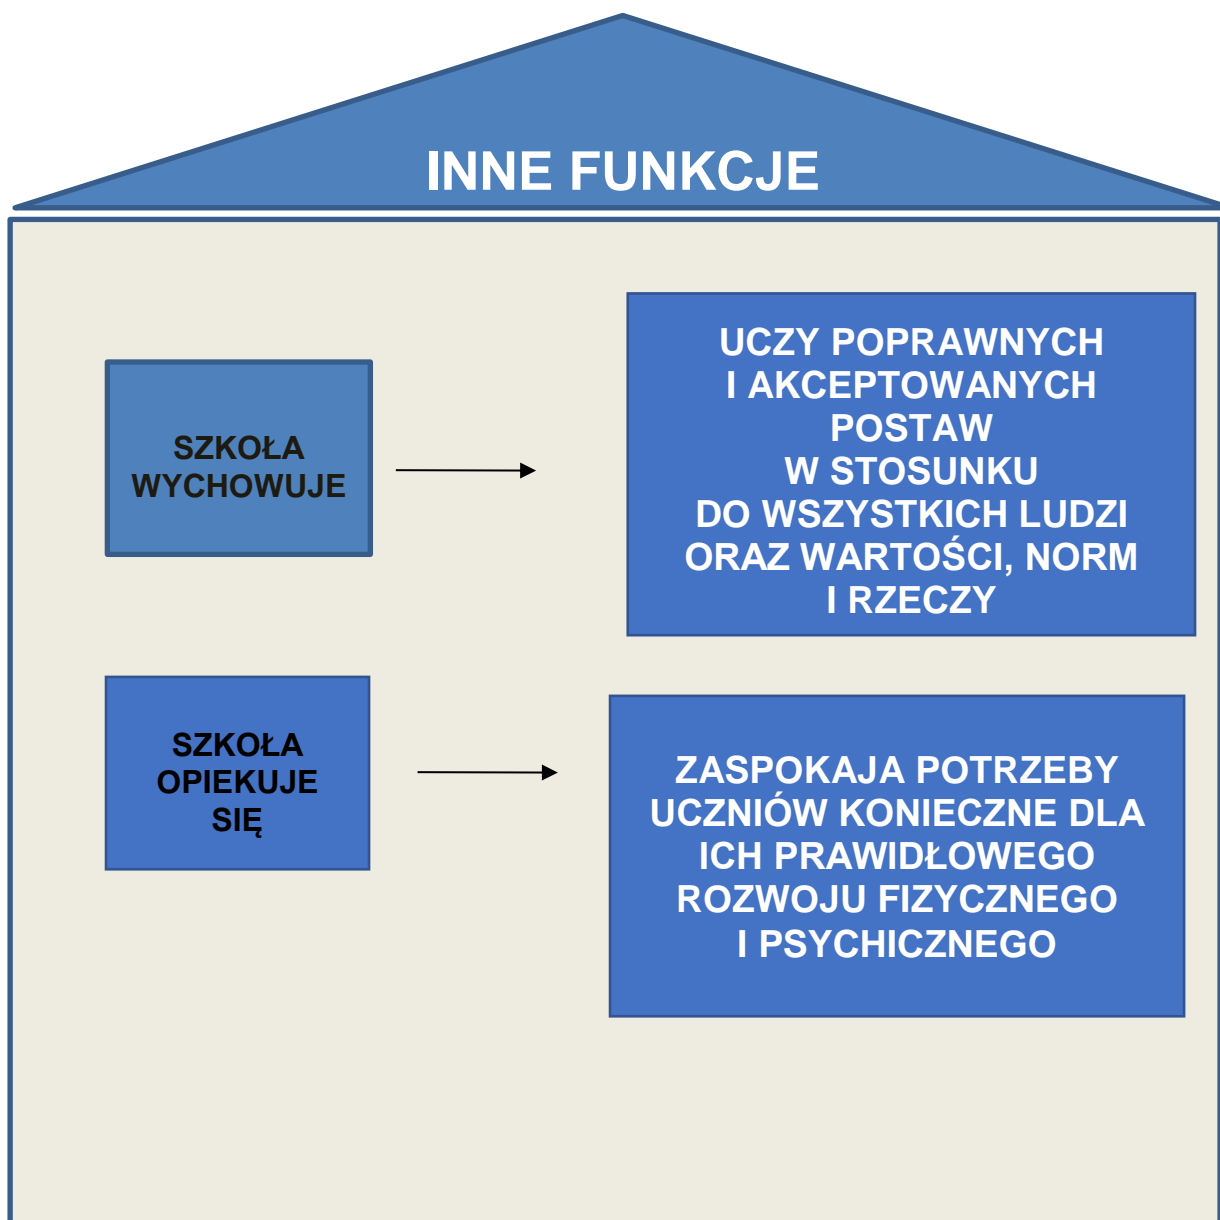 INNE FUNKCJE
SZKOŁA
WYCHOWUJE
UCZY POPRAWNYCH
I AKCEPTOWANYCH
POSTAW
W STOSUNKU
DO WSZYSTKICH LUDZI
ORAZ WARTOŚCI, NORM
I RZECZY
SZKOŁA
OPIEKUJE
SIĘ
ZASPOKAJA POTRZEBY
UCZNIÓW KONIECZNE DLA
ICH PRAWIDŁOWEGO
ROZWOJU FIZYCZNEGO
I PSYCHICZNEGO